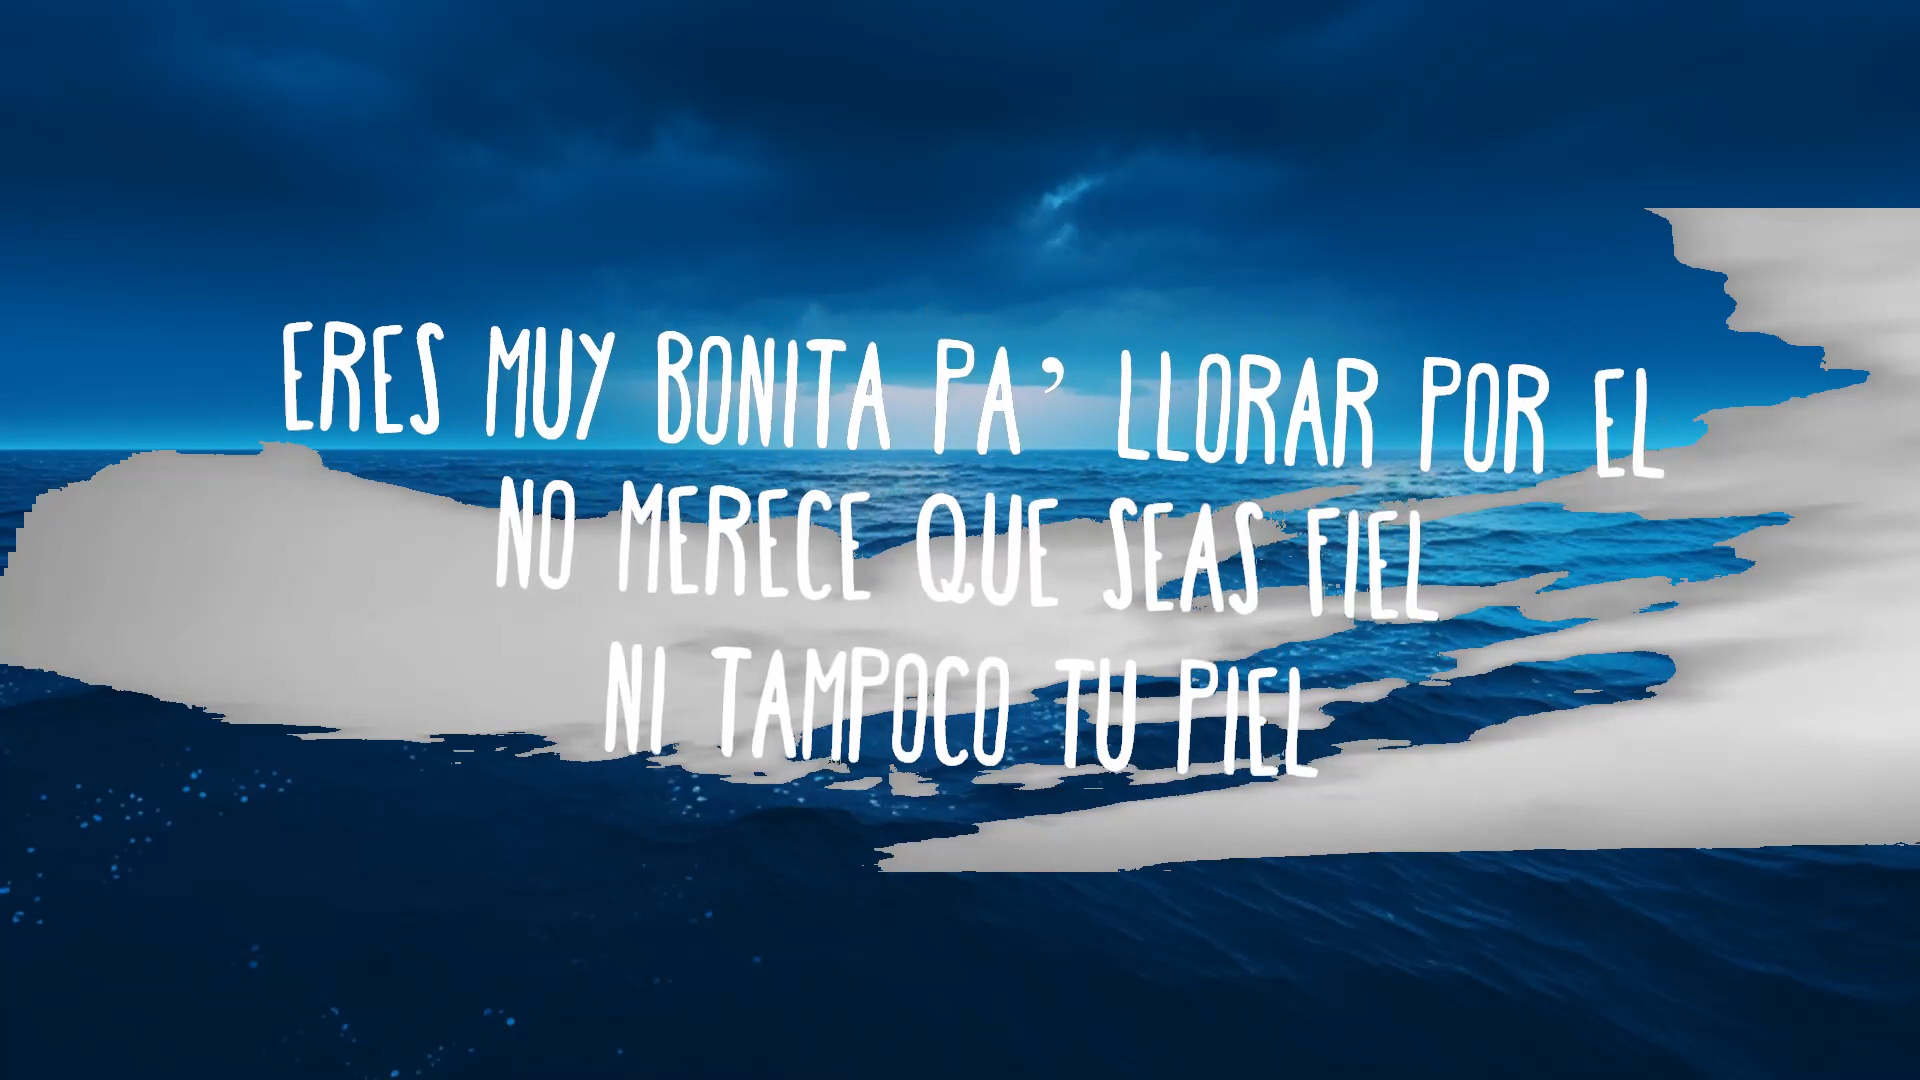 ERES MUY BONITA PA' LLORAR POR EL
NO MERECE QUE SEAS FIEL
NI TAMPOCO TU PIEL